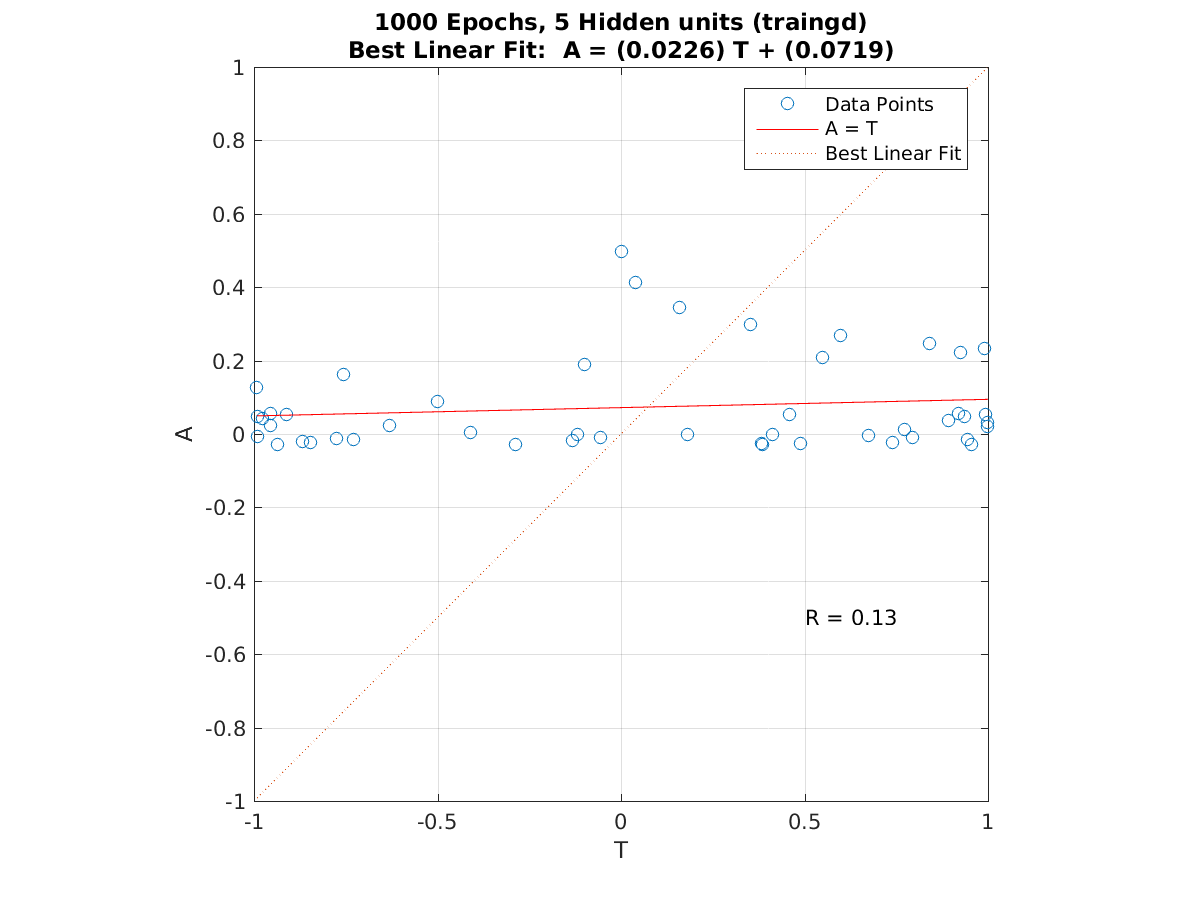 1000 Epochs, 5 Hidden units (traingd)
Best Linear Fit:  A = (0.0226) T + (0.0719)
Data Points
A = T
Best Linear Fit
1
0.8
0.6
0.4
0.2
0
-0.2
-0.4
-0.6
-0.8
-1
A
R = 0.13
-1
-0.5
0
0.5
1
T